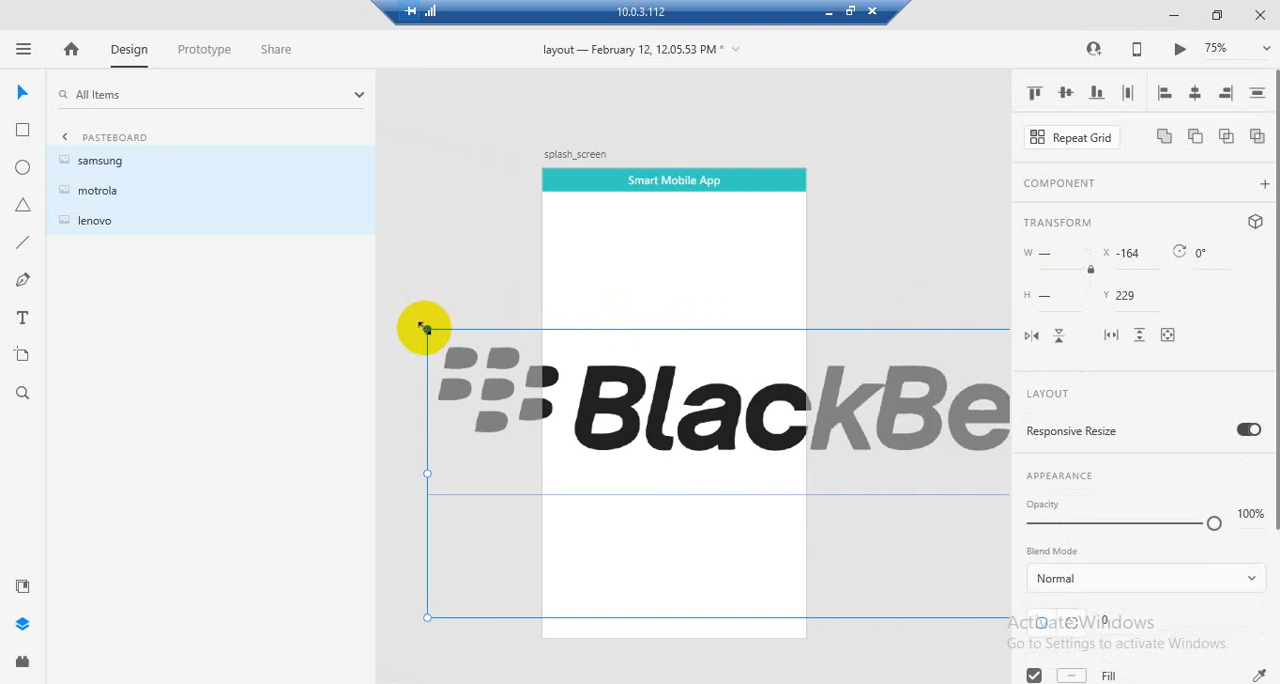 10.0.3.112
Design
Prototype
Share
layout — February 12, 12.05.53 PM *
75%
All Items
PASTEBOARD
samsung
motrola
lenovo
splash_screen
Smart Mobile App
BlackBe
Repeat Grid
COMPONENT
TRANSFORM
W — X -164 0°
H — Y 229
LAYOUT
Responsive Resize
APPEARANCE
Opacity
100%
Blend Mode
Normal
0
Activate Windows
Go to Settings to activate Windows.
Fill